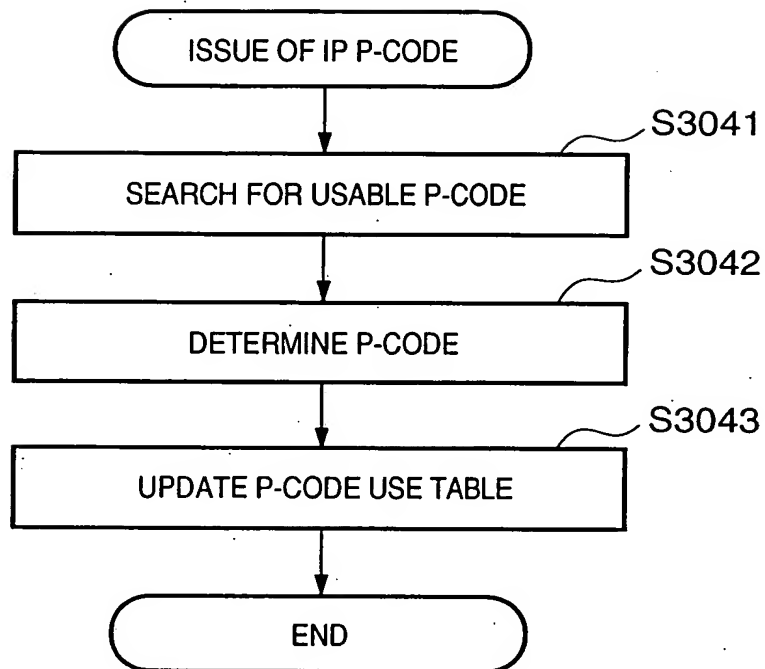 ISSUE OF IP P-CODE
S3041
SEARCH FOR USABLE P-CODE
S3042
DETERMINE P-CODE
S3043
UPDATE P-CODE USE TABLE
END